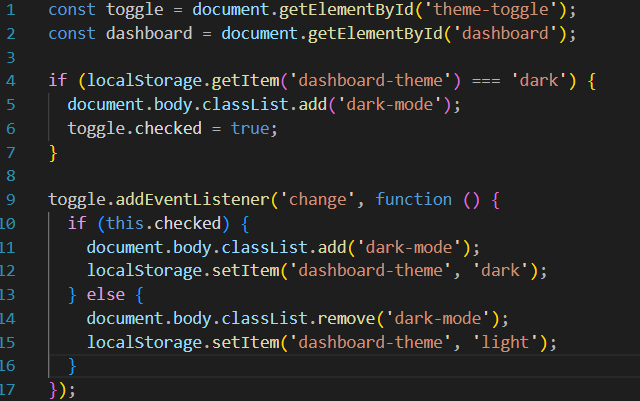 1 const toggle = document.getElementById('theme-toggle');
2 const dashboard = document.getElementById('dashboard');
3
4 if (localStorage.getItem('dashboard-theme') === 'dark') {
5   document.body.classList.add('dark-mode');
6   toggle.checked = true;
7 }
8
9 toggle.addEventListener('change', function () {
10   if (this.checked) {
11     document.body.classList.add('dark-mode');
12     localStorage.setItem('dashboard-theme', 'dark');
13   } else {
14     document.body.classList.remove('dark-mode');
15     localStorage.setItem('dashboard-theme', 'light');
16   }
17 });